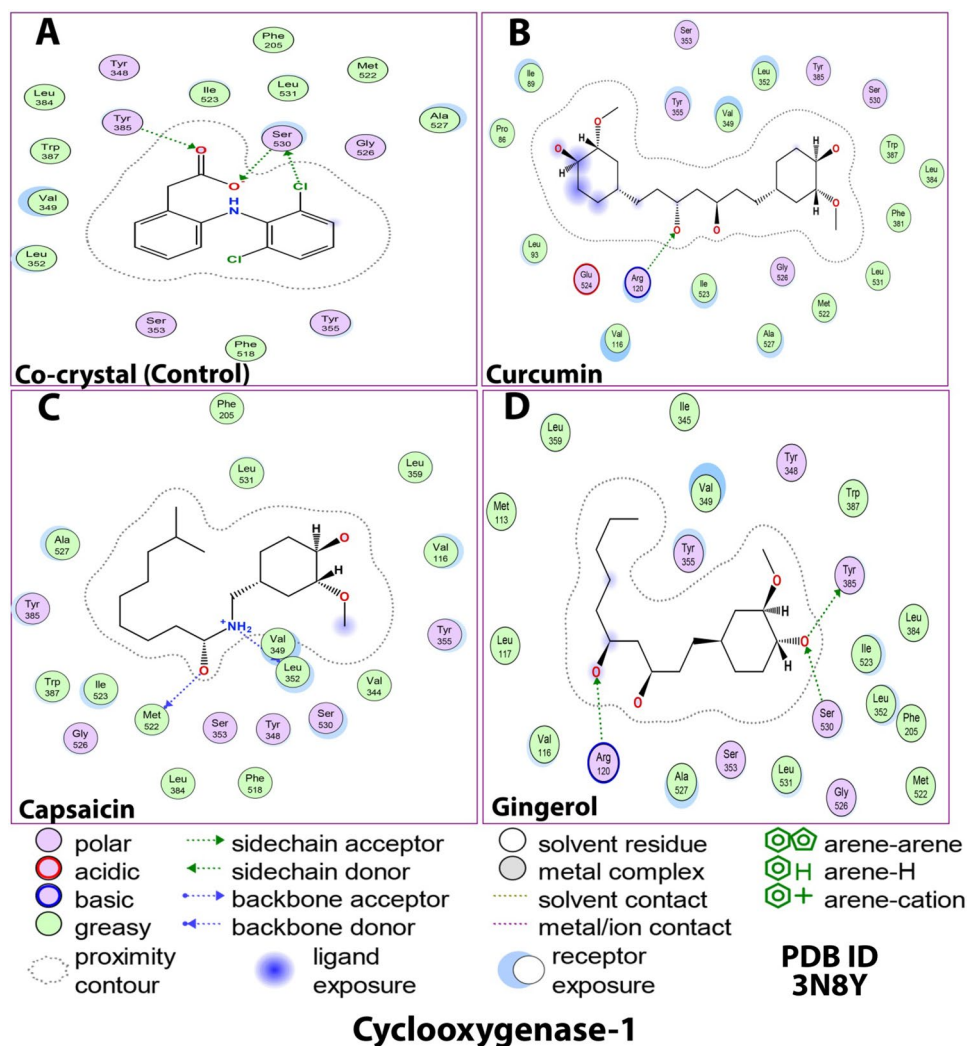 A
Phe
205
Tyr
348
Met
522
Leu
384
Ile
523
Leu
531
Ala
527
Tyr
385
Ser
530
Gly
526
Trp
387
O
O
Cl
Val
349
H
N
Cl
Leu
352
Ser
353
Tyr
355
Phe
518
Co-crystal (Control)
B
Ser
353
Ile
89
Leu
352
Tyr
385
Ser
530
Tyr
355
Val
349
Pro
86
Trp
387
O
H
O
H
O
H
H
O
Leu
384
Phe
381
O
O
Leu
93
Glu
524
Arg
120
Ile
523
Gly
526
Leu
531
Met
522
Val
116
Ala
527
Curcumin
C
Phe
205
Leu
531
Leu
359
H
O
H
O
Ala
527
Val
116
Tyr
385
+
NH2
Val
349
Tyr
355
O
Leu
352
Val
344
Trp
387
Ile
523
Met
522
Ser
353
Tyr
348
Ser
530
Gly
526
Leu
384
Phe
518
Capsaicin
D
Ile
345
Leu
359
Tyr
348
Val
349
Trp
387
Met
113
Tyr
355
Tyr
385
O
H
O
H
Leu
384
Leu
117
Ile
523
O
O
Leu
352
Phe
205
Ser
530
Val
116
Arg
120
Ser
353
Ala
527
Leu
531
Gly
526
Met
522
Gingerol
polar
acidic
basic
greasy
proximity
contour
sidechain acceptor
sidechain donor
backbone acceptor
backbone donor
ligand
exposure
solvent residue
metal complex
solvent contact
metal/ion contact
receptor
exposure
arene-arene
H arene-H
+ arene-cation
PDB ID
3N8Y
Cyclooxygenase-1